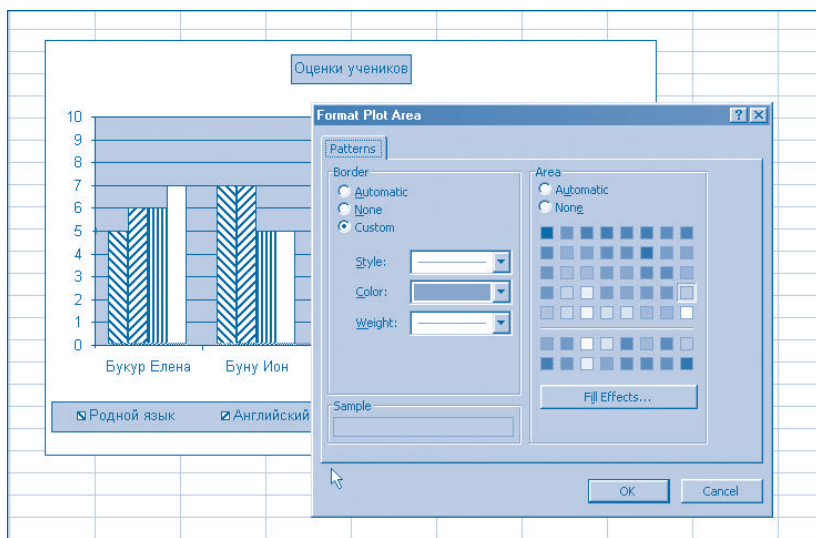 Оценки учеников
10
9
8
7
6
5
4
3
2
1
0
Букур Елена Буну Ион
Родной язык Английский
Format Plot Area
Patterns
Border
Automatic
None
Custom
Style:
Color:
Weight:
Sample
Area
Automatic
None
Fill Effects...
OK Cancel